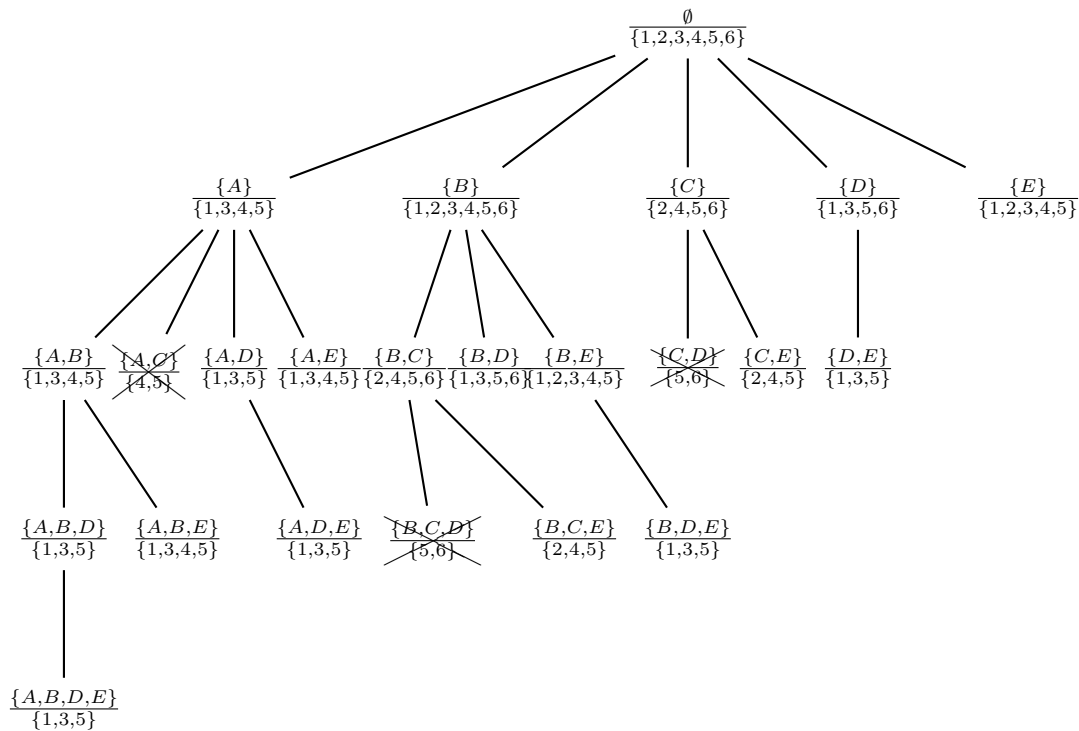 ∅
{1,2,3,4,5,6}
{A} {B} {C} {D} {E}
{1,3,4,5} {1,2,3,4,5,6} {2,4,5,6} {1,3,5,6} {1,2,3,4,5}
{A,B} {A,C} {A,D} {A,E} {B,C} {B,D} {B,E} {C,D} {C,E} {D,E}
{1,3,4,5} {4,5} {1,3,5} {1,3,4,5} {2,4,5,6} {1,3,5,6} {1,2,3,4,5} {5,6} {2,4,5} {1,3,5}
{A,B,D} {A,B,E} {A,D,E} {B,C,D} {B,C,E} {B,D,E}
{1,3,5} {1,3,4,5} {1,3,5} {5,6} {2,4,5} {1,3,5}
{A,B,D,E}
{1,3,5}